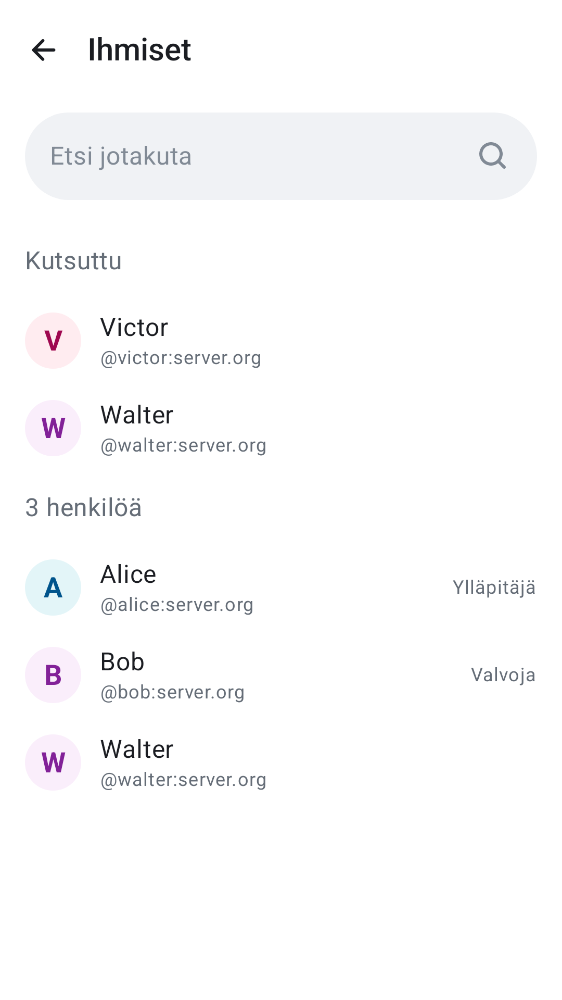 Ihmiset
Etsi jotakuta
Kutsuttu
V
Victor
@victor:server.org
W
Walter
@walter:server.org
3 henkilöä
A
Alice
@alice:server.org
Ylläpitäjä
B
Bob
@bob:server.org
Valvoja
W
Walter
@walter:server.org